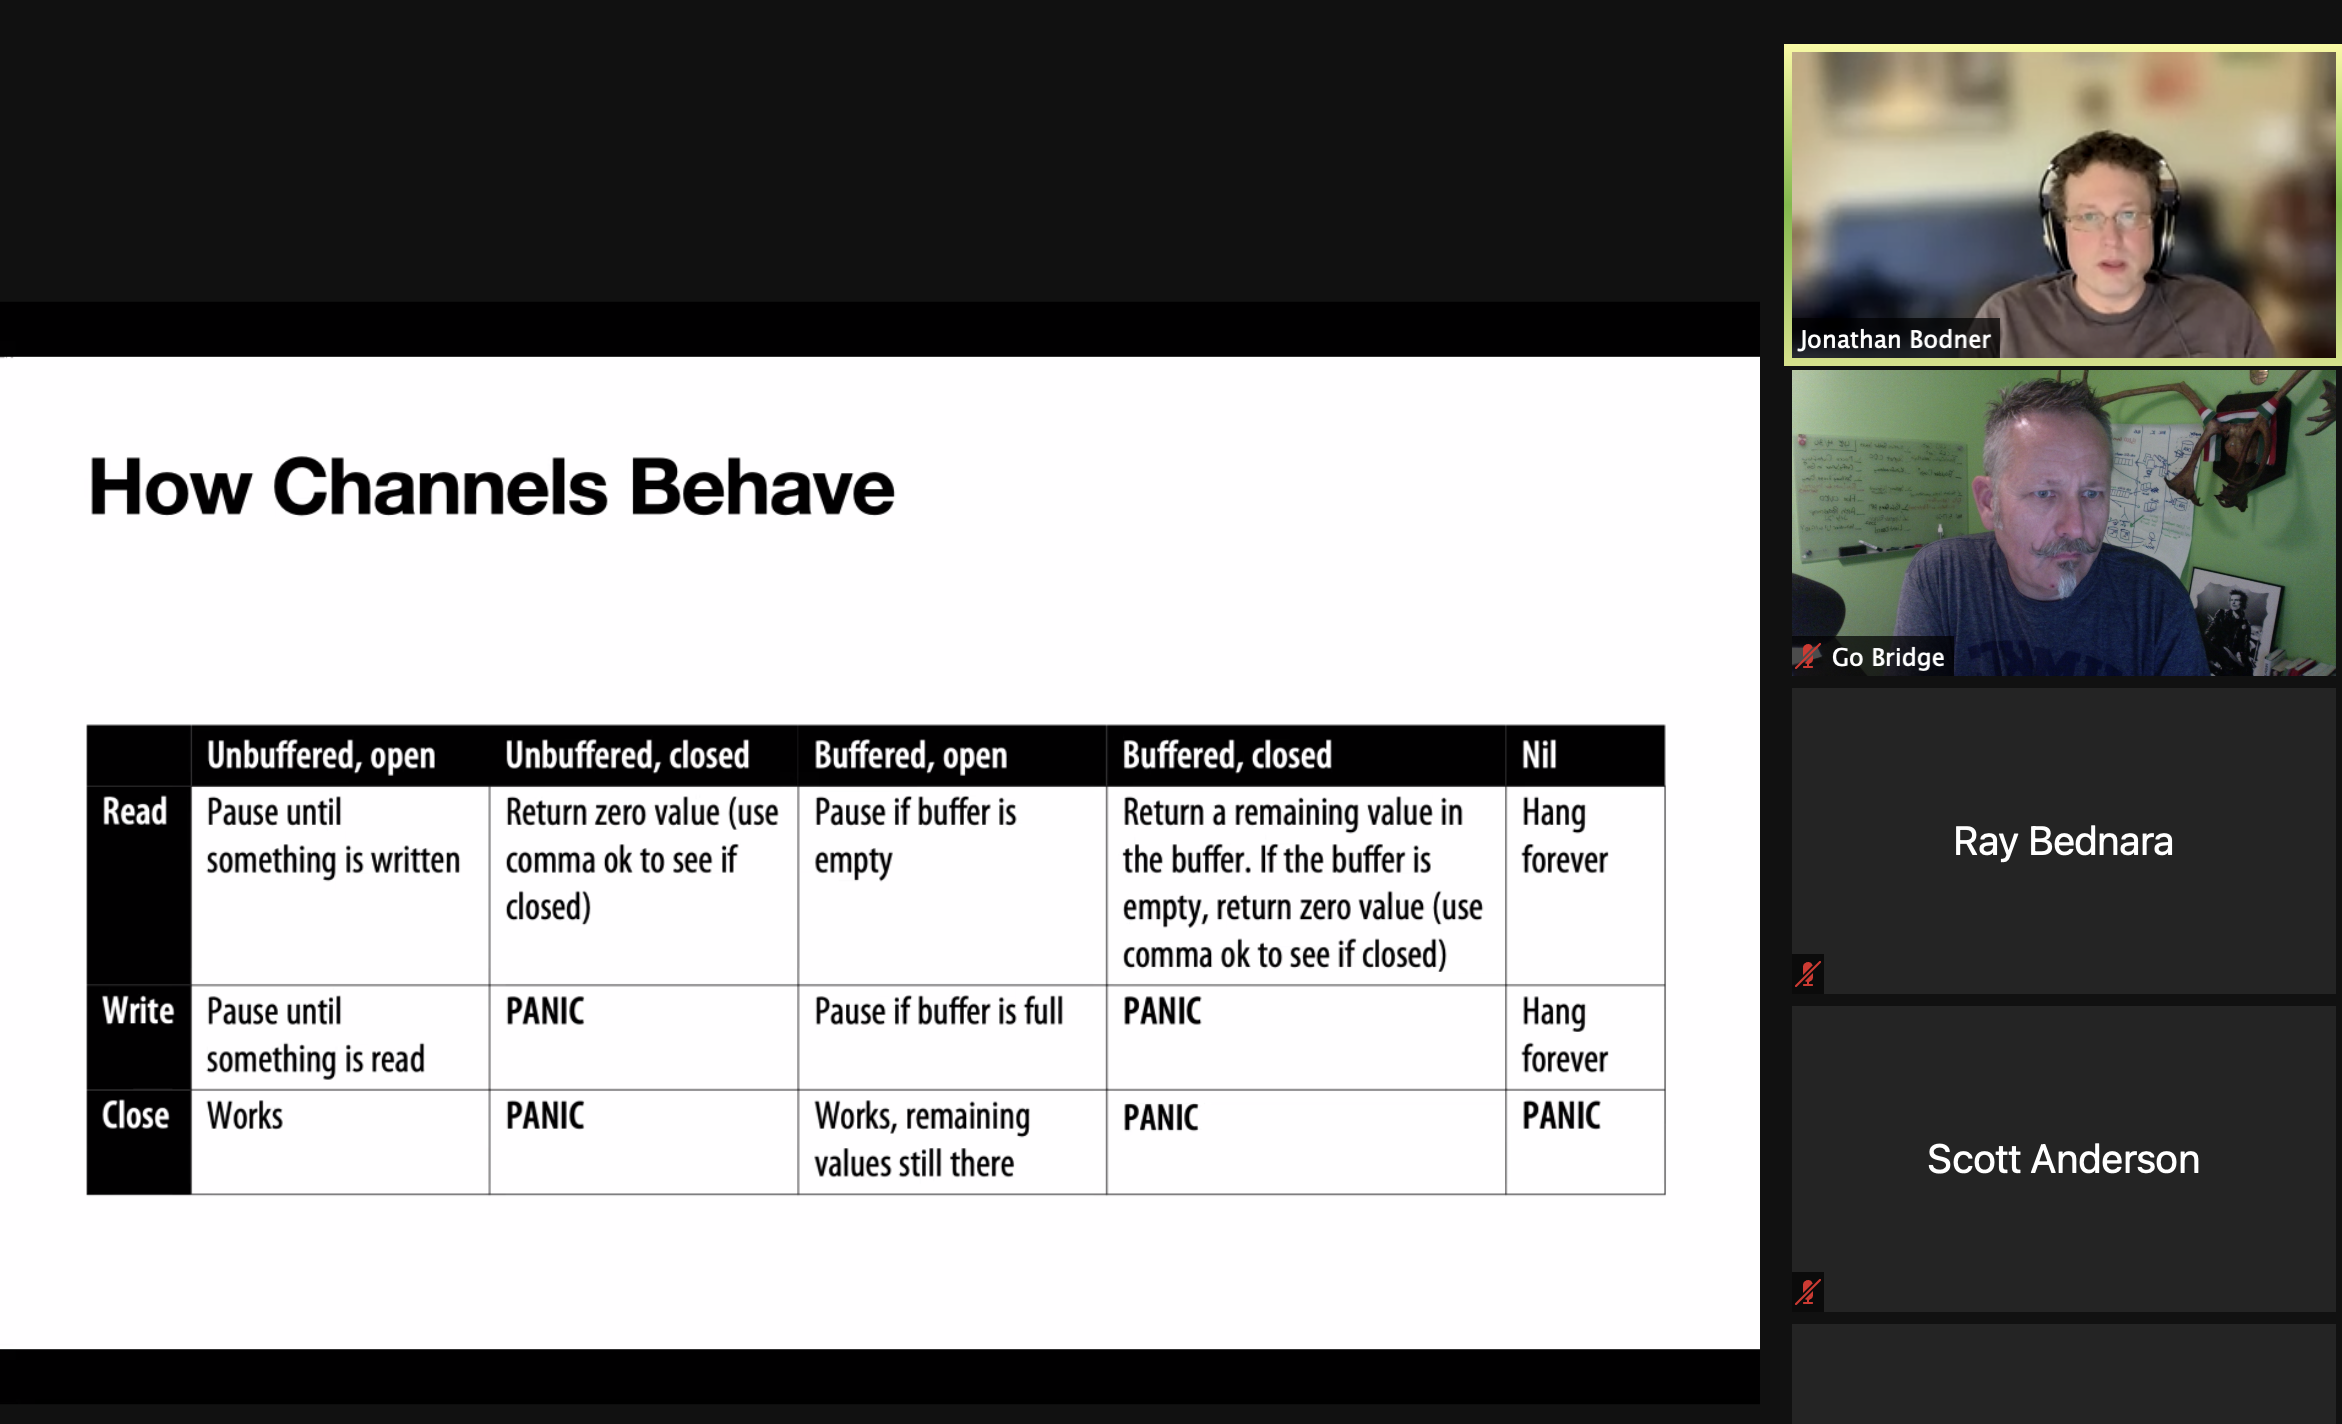 How Channels Behave
Unbuffered, open Unbuffered, closed Buffered, open Buffered, closed Nil
Read
Pause until
something is written
Return zero value (use
comma ok to see if
closed)
Pause if buffer is
empty
Return a remaining value in
the buffer. If the buffer is
empty, return zero value (use
comma ok to see if closed)
Hang
forever
Write
Pause until
something is read
PANIC
Pause if buffer is full
PANIC
Hang
forever
Close
Works
PANIC
Works, remaining
values still there
PANIC
PANIC
Jonathan Bodner
Go Bridge
Ray Bednara
Scott Anderson